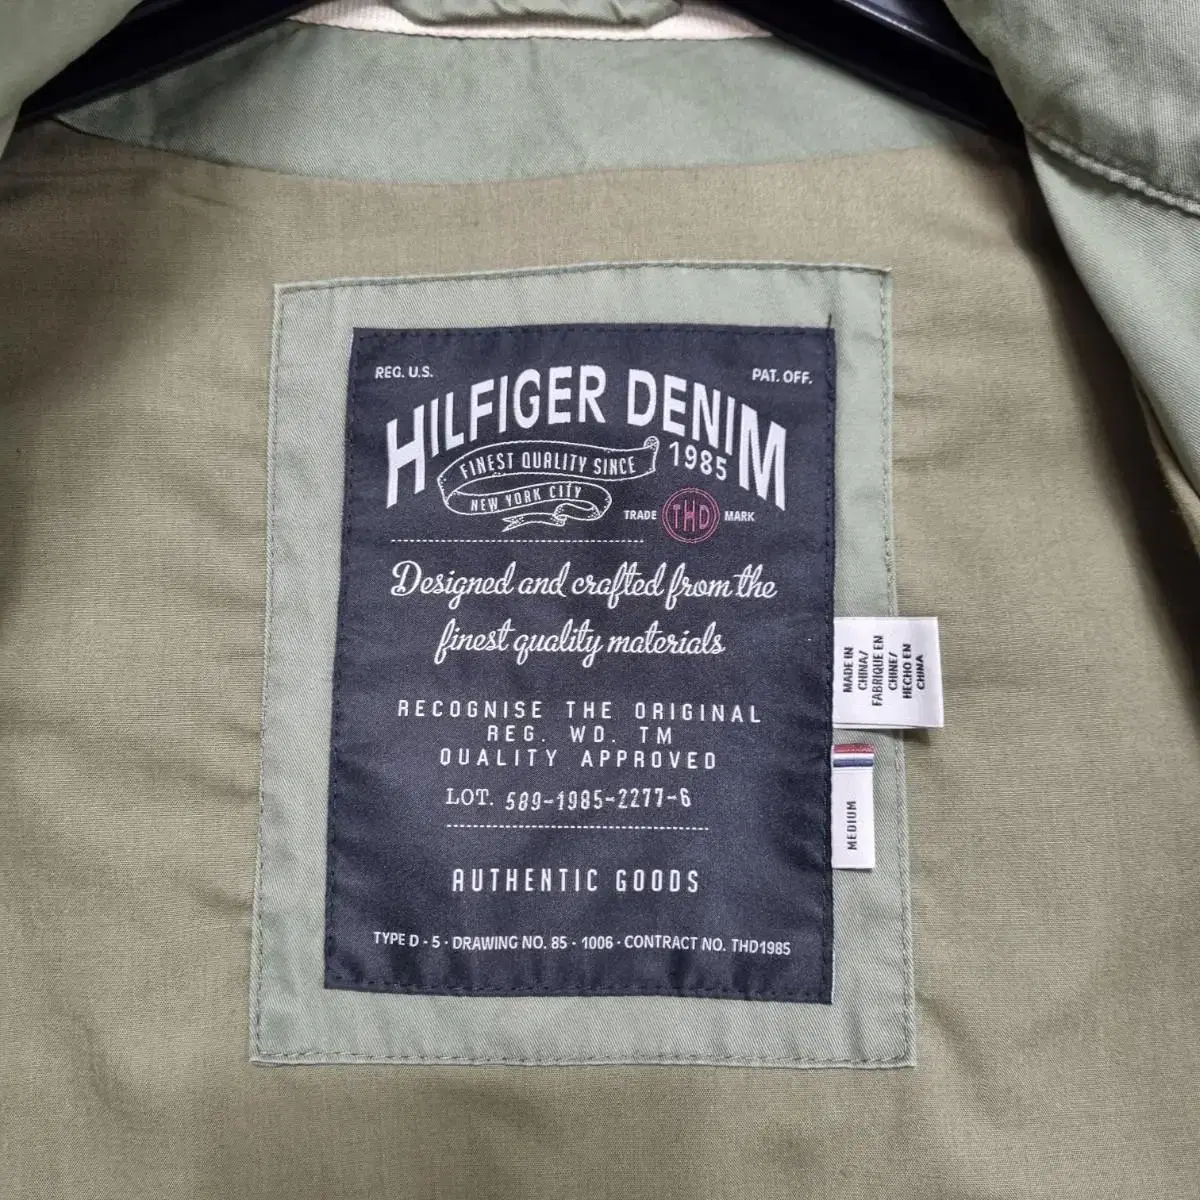 REG. U.S. PAT. OFF.
HILFIGER DENIM
FINEST QUALITY SINCE 1985
NEW YORK CITY
TRADE THD MARK
Designed and crafted from the
finest quality materials
RECOGNISE THE ORIGINAL
REG. WD. TM
QUALITY APPROVED
LOT. 589-1985-2277-6
AUTHENTIC GOODS
TYPE D - 5 · DRAWING NO. 85 - 1006 · CONTRACT NO. THD1985
MADE IN
CHINA/
FABRIQUE EN
CHINE/
HECHO EN
CHINA
MEDIUM